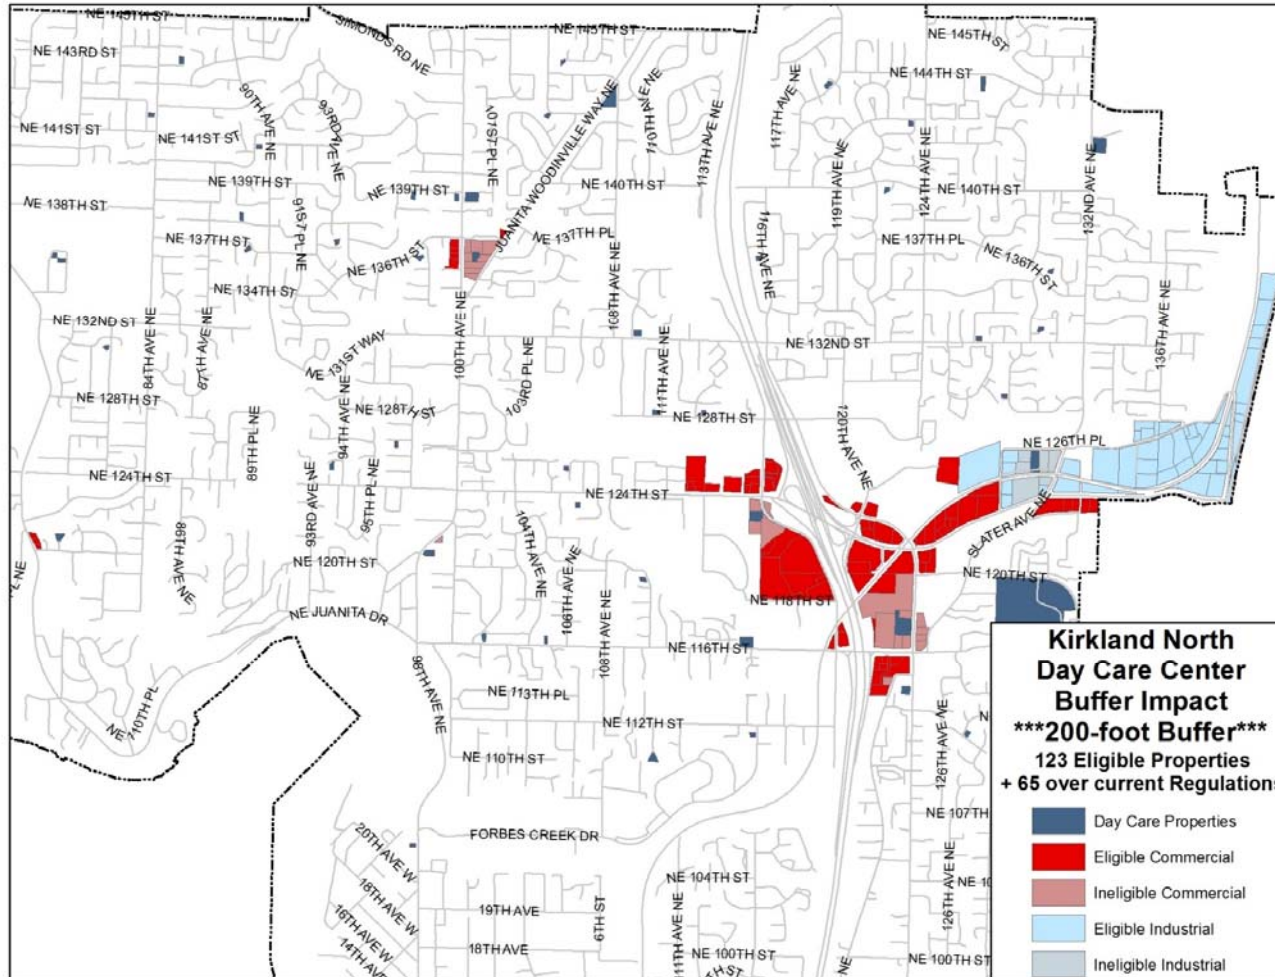 NE 145TH ST
SIMONDS RD NE
NE 145TH ST
NE 145TH ST
NE 143RD ST
NE 144TH ST
90TH AVE NE
93RD AVE NE
101ST PL NE
JUANITA WOODINVILLE WAY NE
110TH AVE NE
113TH AVE NE
117TH AVE NE
NE 141ST ST
NE 141ST ST
119TH AVE NE
124TH AVE NE
132ND AVE NE
NE 139TH ST
NE 139TH ST
NE 140TH ST
NE 140TH ST
NE 138TH ST
91ST PL NE
NE 137TH ST
NE 136TH ST
NE 137TH PL
116TH AVE NE
NE 137TH PL
NE 136TH ST
NE 134TH ST
108TH AVE NE
NE 132ND ST
84TH AVE NE
87TH AVE NE
NE 131ST WAY
100TH AVE NE
103RD PL NE
111TH AVE NE
NE 132ND ST
136TH AVE NE
NE 128TH ST
94TH AVE NE
NE 128TH ST
NE 128TH ST
120TH AVE NE
89TH PL NE
NE 126TH PL
NE 124TH ST
93RD AVE NE
95TH PL NE
NE 124TH ST
SLATER AVE NE
86TH AVE NE
104TH AVE NE
106TH AVE NE
NE 120TH ST
NE 120TH ST
PL NE
NE JUANITA DR
108TH AVE NE
NE 118TH ST
NE 116TH ST
98TH AVE NE
NE 110TH PL
NE 113TH PL
NE 112TH ST
126TH AVE NE
NE 110TH ST
NE 107TH
FORBES CREEK DR
20TH AVE W
18TH AVE W
16TH AVE W
14TH AVE
19TH AVE
18TH AVE
6TH ST
NE 104TH ST
111TH AVE NE
NE 100TH ST
TH ST
NE
126TH AVE NE
NE 10
NE 100TH ST
Kirkland North
Day Care Center
Buffer Impact
***200-foot Buffer***
123 Eligible Properties
+ 65 over current Regulations
Day Care Properties
Eligible Commercial
Ineligible Commercial
Eligible Industrial
Ineligible Industrial